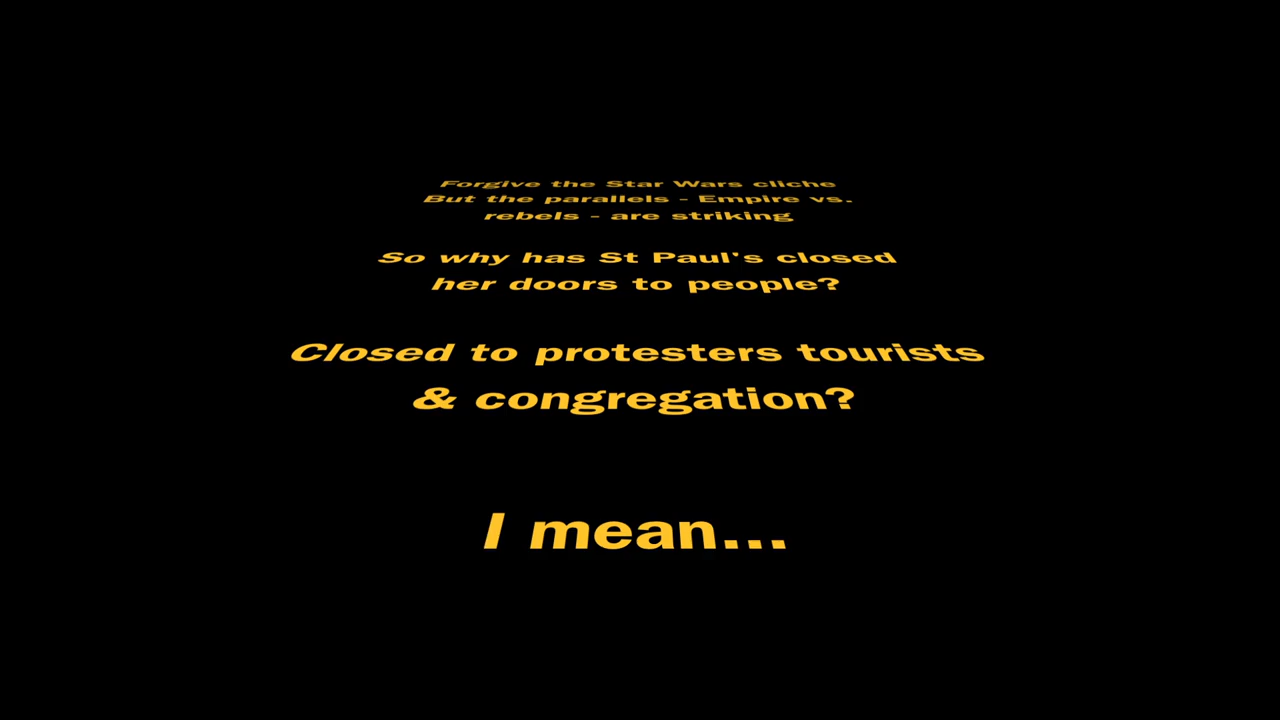 Forgive the Star Wars cliche
But the parallels - Empire vs.
rebels - are striking
So why has St Paul's closed
her doors to people?
Closed to protesters tourists
& congregation?
I mean...